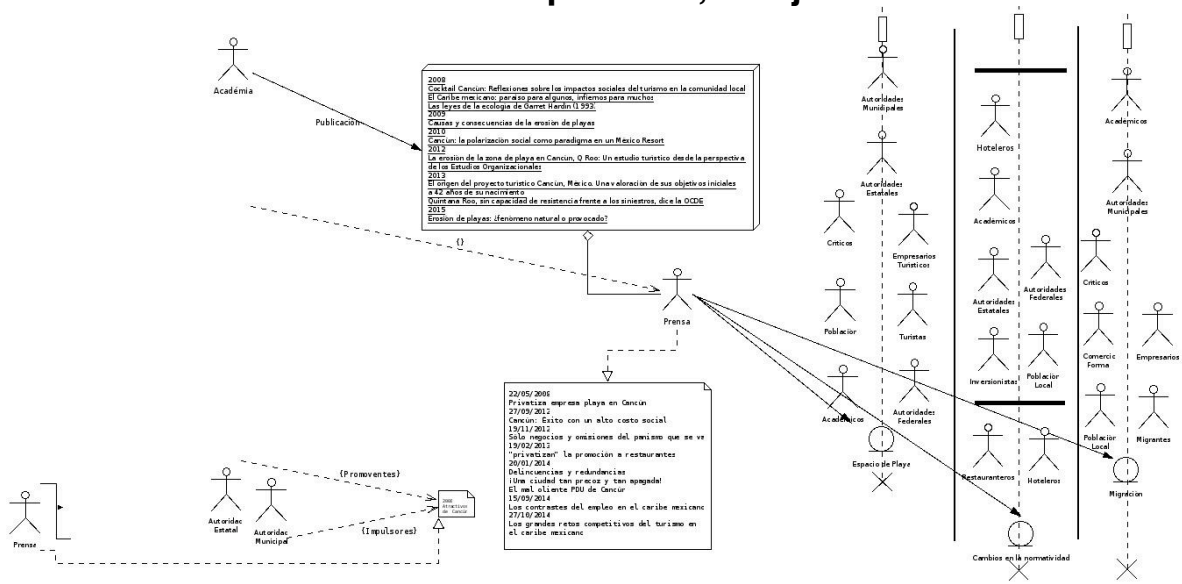 Académia
Publicación
2008
Cocktail Cancún: Reflexiones sobre los impactos sociales del turismo en la comunidad local
El Caribe mexicano: paraíso para algunos, infiernos para muchos
Las leyes de la ecología de Garret Hardin (1993)
2009
Causas y consecuencias de la erosión de playas
2010
Cancún: la polarización social como paradigma en un México Resort
2012
La erosión de la zona de playa en Cancún, Q Roo: Un estudio turístico desde la perspectiva
de los Estudios Organizacionales
2013
El origen del proyecto turístico Cancún, México. Una valoración de sus objetivos iniciales
a 42 años de su nacimiento
Quintana Roo, sin capacidad de resistencia frente a los siniestros, dice la OCDE
2015
Erosión de playas: ¿fenómeno natural o provocado?
{}
Prensa
22/05/2008
Privatiza empresa playa en Cancún
27/09/2012
Cancún: Éxito con un alto costo social
19/11/2012
Sólo negocios y omisiones del panismo que se va
19/02/2013
"privatizan" la promoción a restaurantes
20/01/2014
Delincuencias y redundancias
¡Una ciudad tan precoz y tan apagada!
El mal oliente PDU de Cancún
15/09/2014
Los contrastes del empleo en el caribe mexicano
27/10/2014
Los grandes retos competitivos del turismo en
el caribe mexicano
Prensa
Autoridad
Estatal
Autoridad
Municipal
{Promoventes}
{Impulsores}
2008
Atractivos
de Cancún
Autoridades
Munidipales
Autoridades
Estatales
Críticos
Empresarios
Turísticos
Población
Turistas
Académicos
Autoridades
Federales
Espacio de Playa
Hoteleros
Académicos
Autoridades
Estatales
Autoridades
Federales
Inversionistas
Población
Local
Restauranteros
Hoteleros
Cambios en la normatividad
Académicos
Autoridades
Municipales
Críticos
Comercio
Forma
Empresarios
Población
Local
Migrantes
Migración